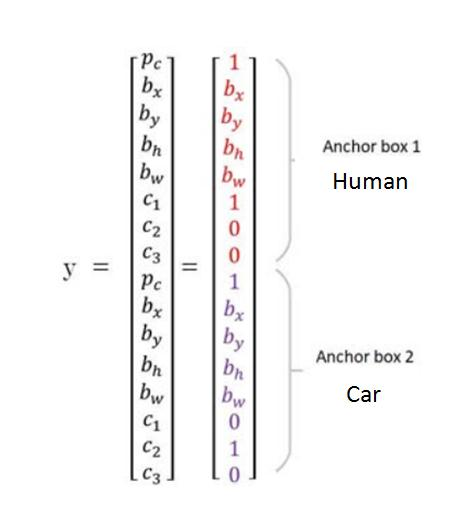 p_c 1
b_x b_x
b_y b_y
b_h b_h Anchor box 1
b_w b_w Human
c_1 1
c_2 0
c_3 0
y = =
p_c 1
b_x b_x
b_y b_y
b_h b_h Anchor box 2
b_w b_w Car
c_1 0
c_2 1
c_3 0